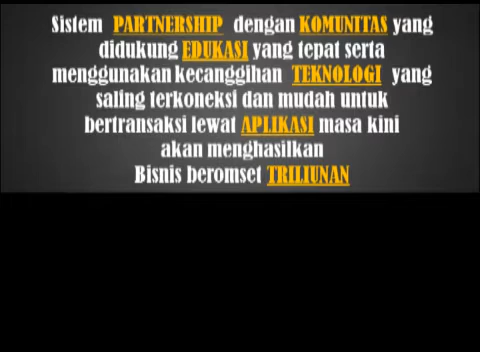 Sistem PARTNERSHIP dengan KOMUNITAS yang
didukung EDUKASI yang tepat serta
menggunakan kecanggihan TEKNOLOGI yang
saling terkoneksi dan mudah untuk
bertransaksi lewat APLIKASI masa kini
akan menghasilkan
Bisnis beromset TRILIUNAN